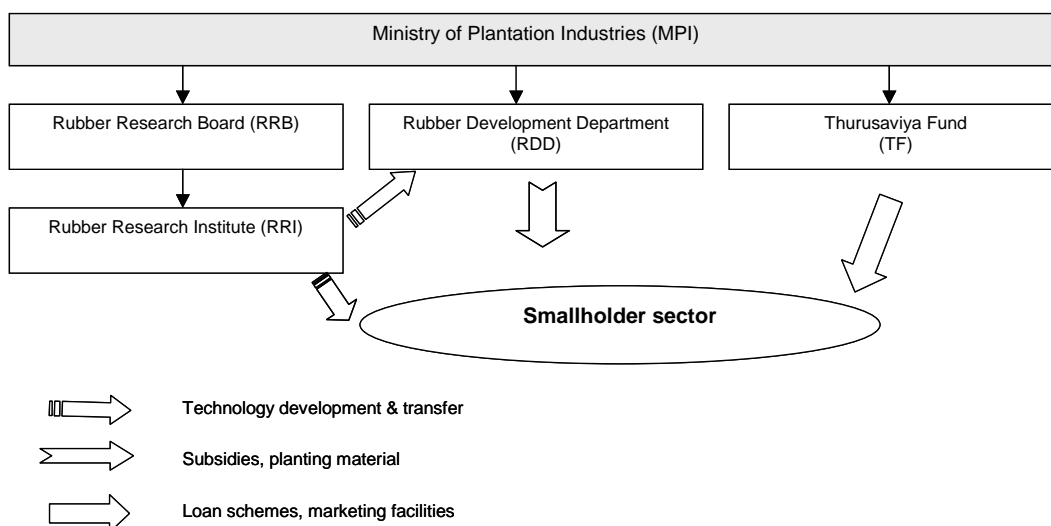 Ministry of Plantation Industries (MPI)
Rubber Research Board (RRB)
Rubber Development Department
(RDD)
Thurusaviya Fund
(TF)
Rubber Research Institute (RRI)
Smallholder sector
Technology development & transfer
Subsidies, planting material
Loan schemes, marketing facilities